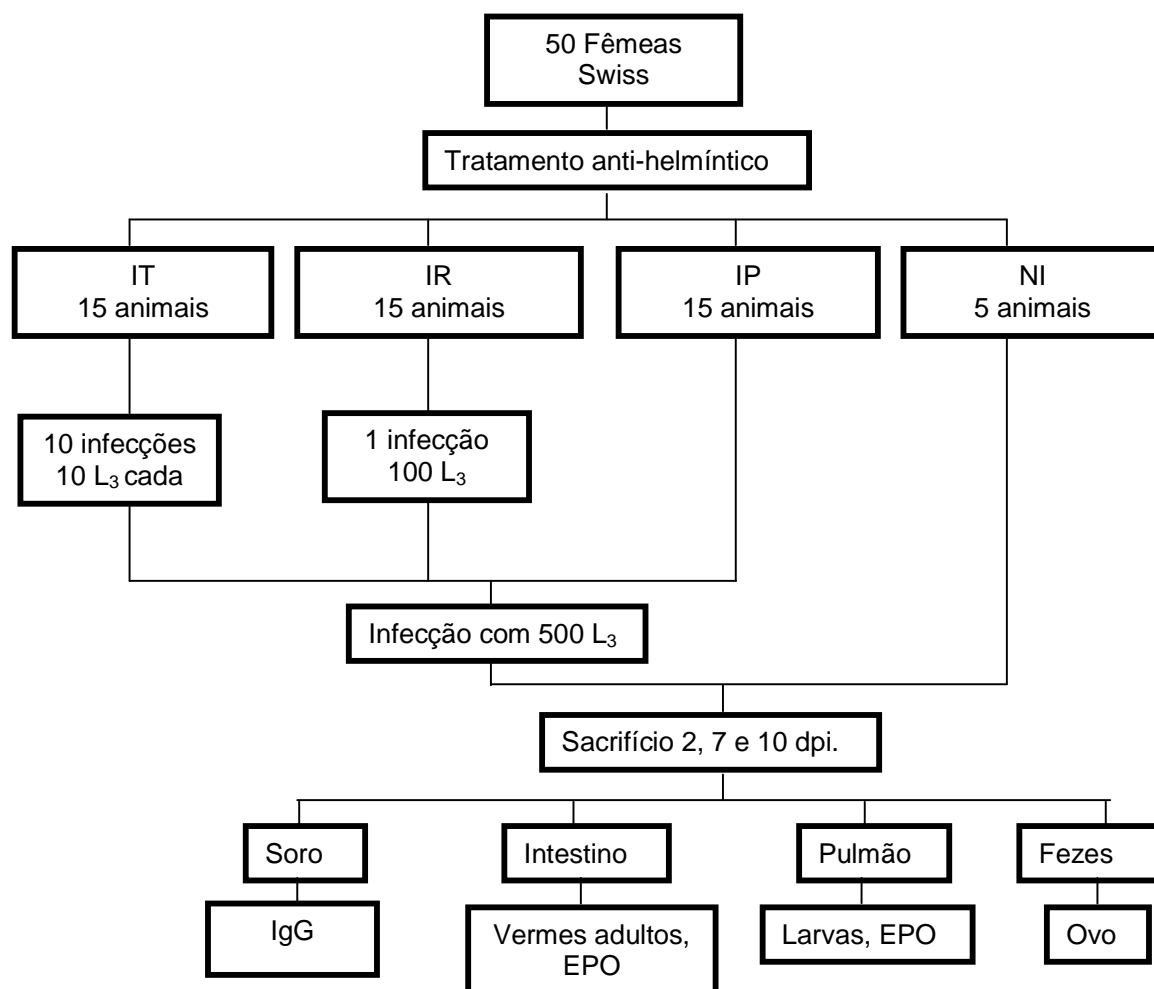 50 Fêmeas
Swiss
Tratamento anti-helmíntico
IT
15 animais
IR
15 animais
IP
15 animais
NI
5 animais
10 infecções
10 L₃ cada
1 infecção
100 L₃
Infecção com 500 L₃
Sacrifício 2, 7 e 10 dpi.
Soro
Intestino
Pulmão
Fezes
IgG
Vermes adultos,
EPO
Larvas, EPO
Ovo